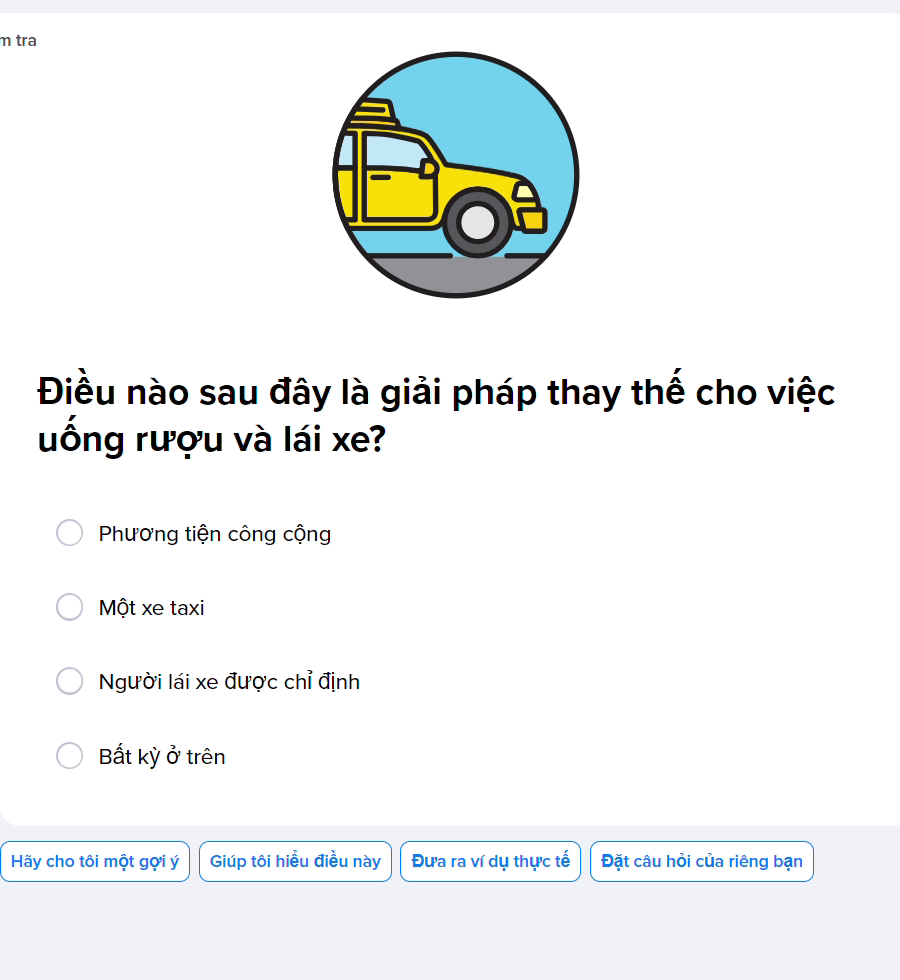 m tra
Điều nào sau đây là giải pháp thay thế cho việc
uống rượu và lái xe?
Phương tiện công cộng
Một xe taxi
Người lái xe được chỉ định
Bất kỳ ở trên
Hãy cho tôi một gợi ý
Giúp tôi hiểu điều này
Đưa ra ví dụ thực tế
Đặt câu hỏi của riêng bạn